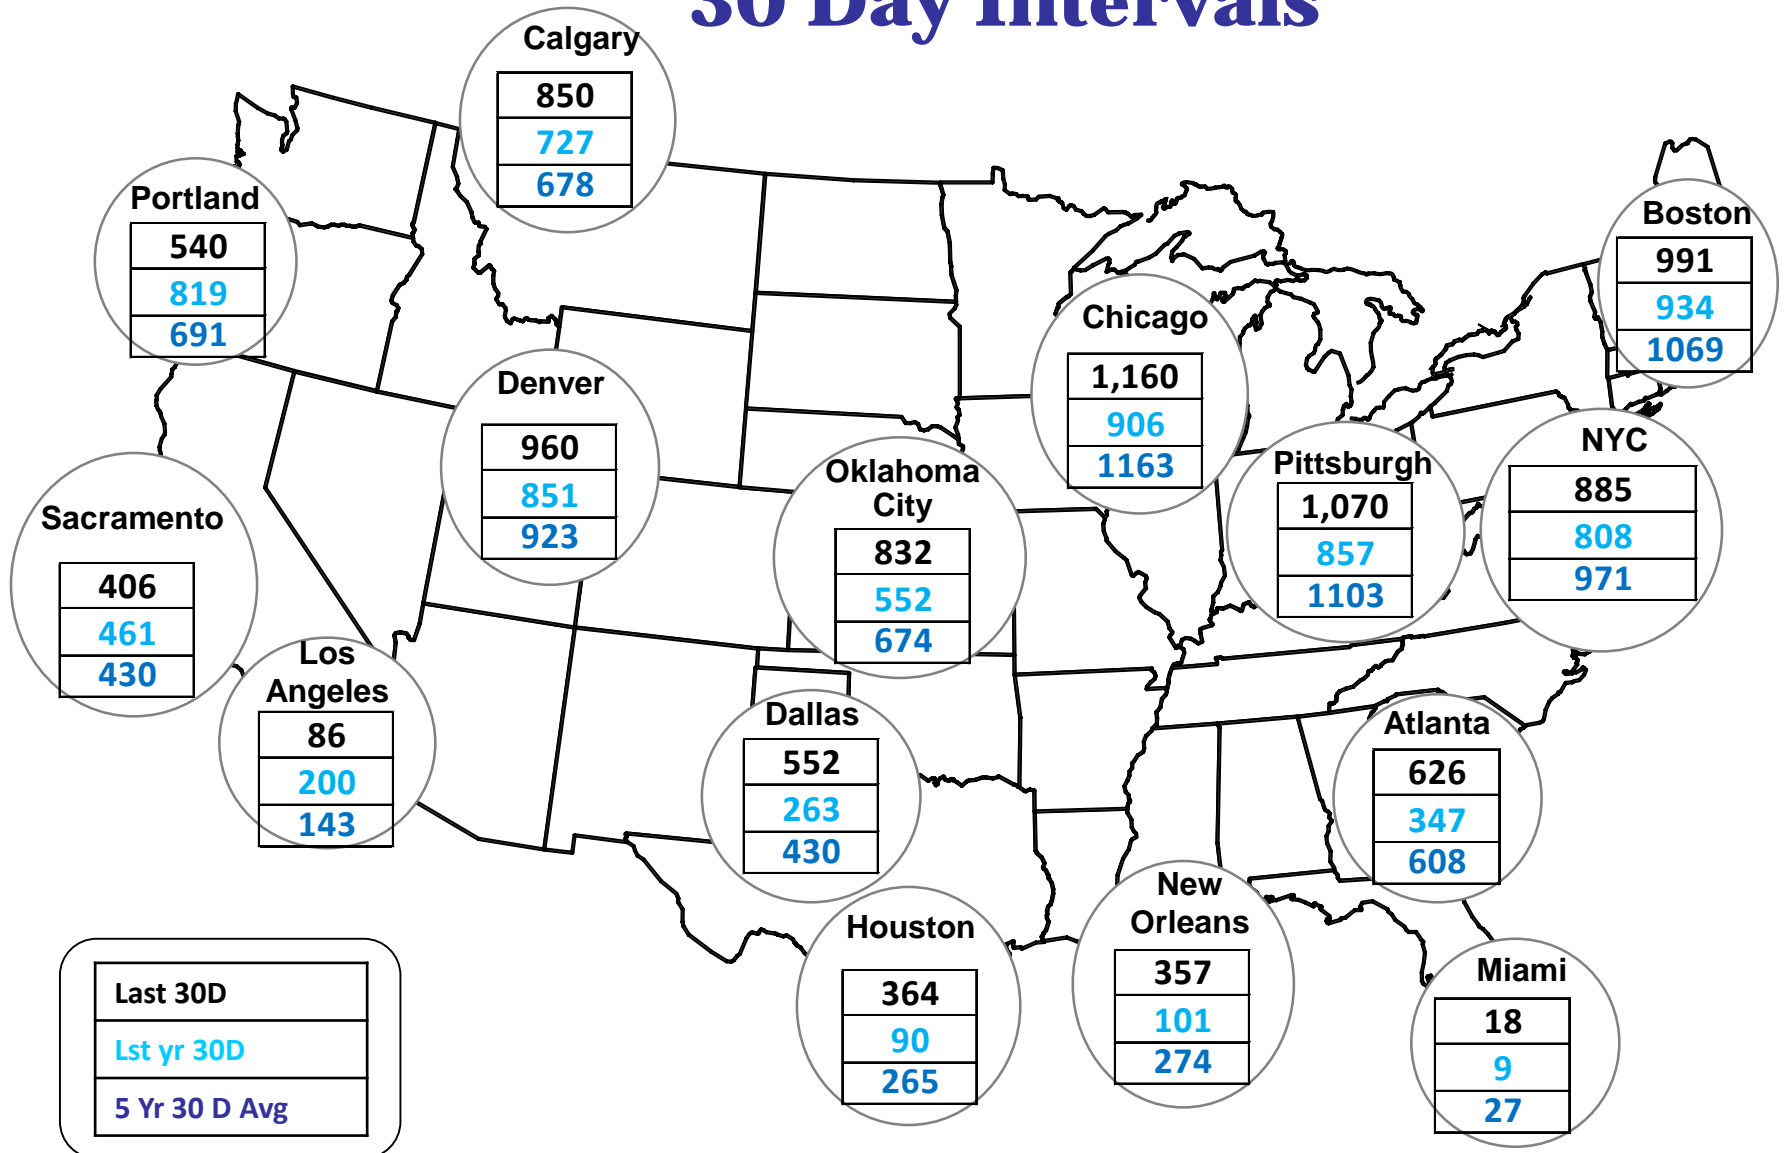 30 Day Intervals
Calgary
850
727
678
Portland
540
819
691
Boston
991
934
1069
Chicago
1,160
906
1163
Denver
960
851
923
NYC
885
808
971
Oklahoma
City
832
552
674
Pittsburgh
1,070
857
1103
Sacramento
406
461
430
Los
Angeles
86
200
143
Dallas
552
263
430
Atlanta
626
347
608
New
Orleans
357
101
274
Houston
364
90
265
Miami
18
9
27
Last 30D
Lst yr 30D
5 Yr 30 D Avg